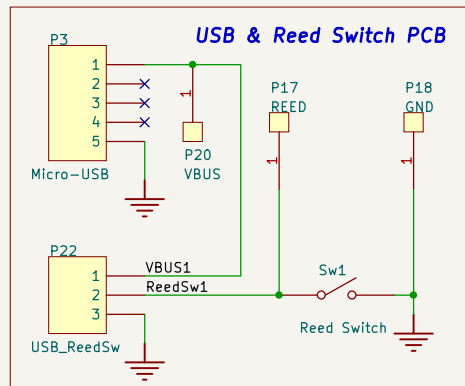 USB & Reed Switch PCB
P3
1
2
3
4
5
Micro-USB
1
P20
VBUS
P17
REED
1
P18
GND
1
P22
1
2
3
USB_ReedSw
VBUS1
ReedSw1
Sw1
Reed Switch